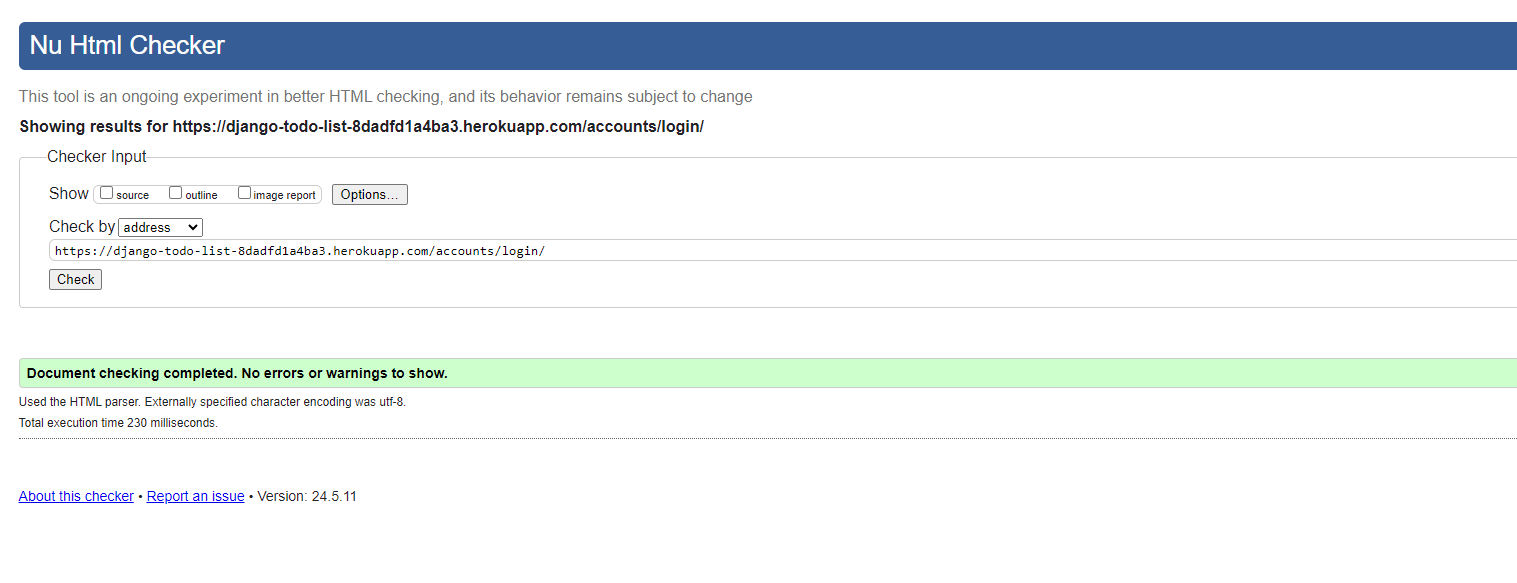 Nu Html Checker
This tool is an ongoing experiment in better HTML checking, and its behavior remains subject to change
Showing results for https://django-todo-list-8dadfd1a4ba3.herokuapp.com/accounts/login/
Checker Input
Show source outline image report Options...
Check by address
https://django-todo-list-8dadfd1a4ba3.herokuapp.com/accounts/login/
Check
Document checking completed. No errors or warnings to show.
Used the HTML parser. Externally specified character encoding was utf-8.
Total execution time 230 milliseconds.
About this checker • Report an issue • Version: 24.5.11